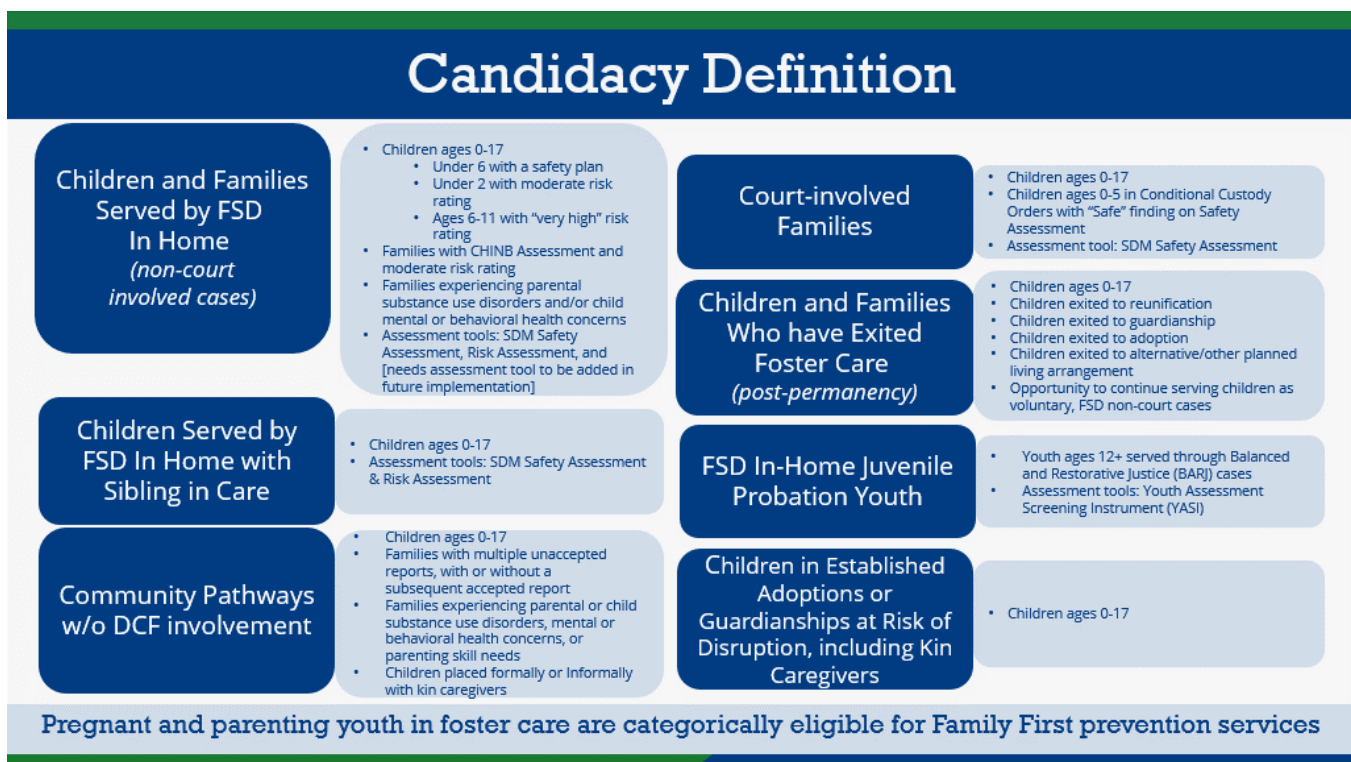 Candidacy Definition
Children and Families
Served by FSD
In Home
(non-court
involved cases)
• Children ages 0-17
• Under 6 with a safety plan
• Under 2 with moderate risk
rating
• Ages 6-11 with “very high” risk
rating
• Families with CHINB Assessment and
moderate risk rating
• Families experiencing parental
substance use disorders and/or child
mental or behavioral health concerns
• Assessment tools: SDM Safety
Assessment, Risk Assessment, and
[needs assessment tool to be added in
future implementation]
Children Served by
FSD In Home with
Sibling in Care
• Children ages 0-17
• Assessment tools: SDM Safety Assessment
& Risk Assessment
Community Pathways
w/o DCF involvement
• Children ages 0-17
• Families with multiple unaccepted
reports, with or without a
subsequent accepted report
• Families experiencing parental or child
substance use disorders, mental or
behavioral health concerns, or
parenting skill needs
• Children placed formally or Informally
with kin caregivers
Court-involved
Families
• Children ages 0-17
• Children ages 0-5 in Conditional Custody
Orders with “Safe” finding on Safety
Assessment
• Assessment tool: SDM Safety Assessment
Children and Families
Who have Exited
Foster Care
(post-permanency)
• Children ages 0-17
• Children exited to reunification
• Children exited to guardianship
• Children exited to adoption
• Children exited to alternative/other planned
living arrangement
• Opportunity to continue serving children as
voluntary, FSD non-court cases
FSD In-Home Juvenile
Probation Youth
• Youth ages 12+ served through Balanced
and Restorative Justice (BARJ) cases
• Assessment tools: Youth Assessment
Screening Instrument (YASI)
Children in Established
Adoptions or
Guardianships at Risk of
Disruption, including Kin
Caregivers
• Children ages 0-17
Pregnant and parenting youth in foster care are categorically eligible for Family First prevention services